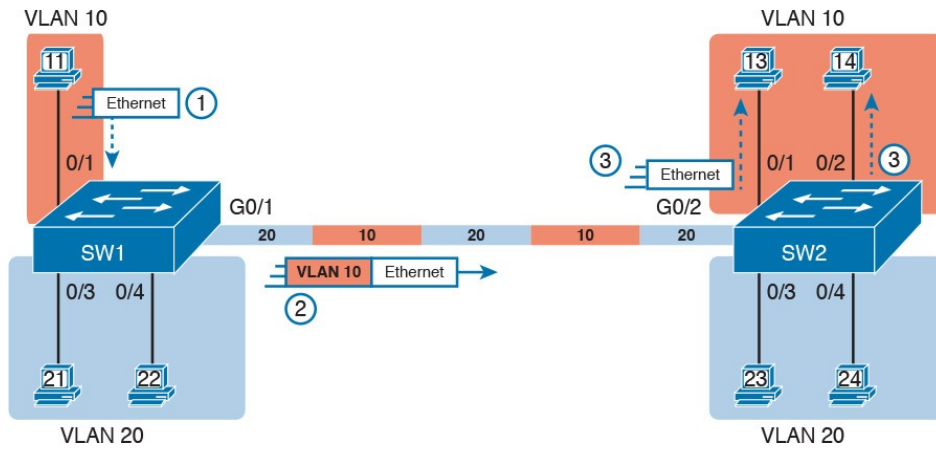 VLAN 10
VLAN 10
11
13
14
Ethernet
1
3
Ethernet
3
0/1
0/1
0/2
G0/1
G0/2
20
10
20
10
20
SW1
SW2
VLAN 10
Ethernet
0/3
0/4
2
0/3
0/4
21
22
23
24
VLAN 20
VLAN 20